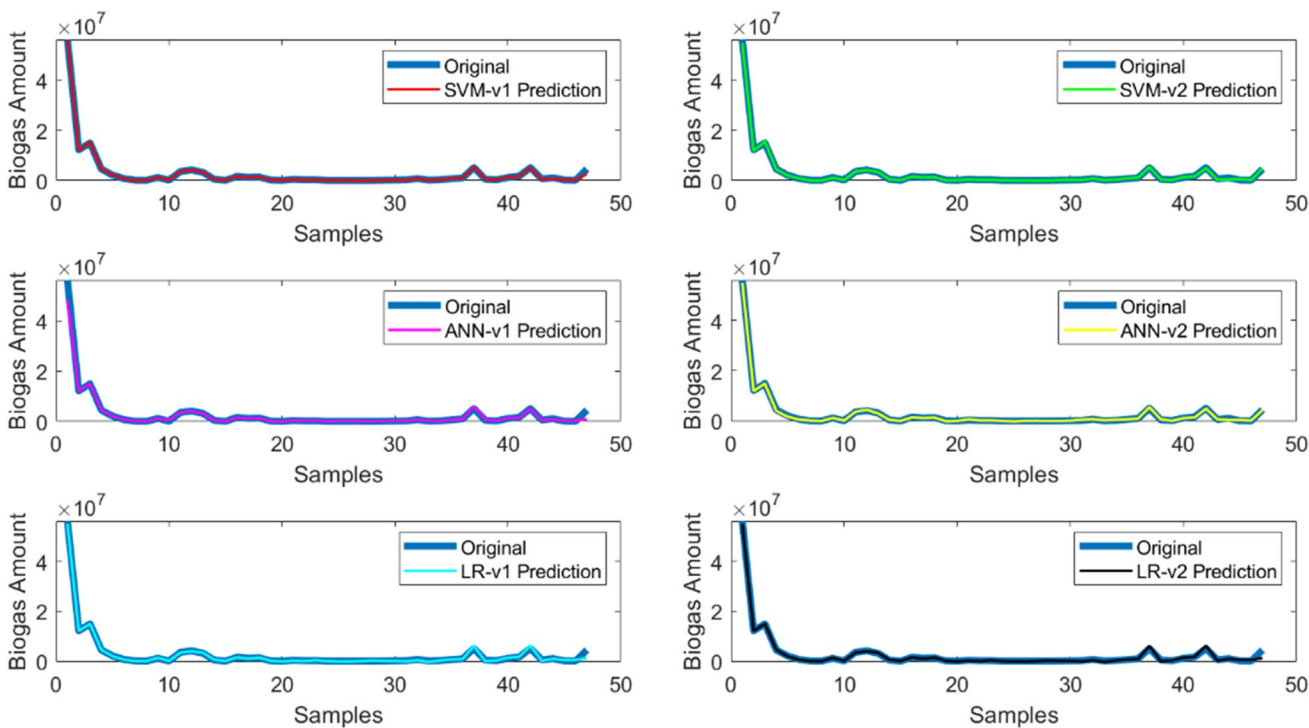 ×10⁷
Biogas Amount
4
2
0
Original
SVM-v1 Prediction
0 10 20 30 40 50
Samples
×10⁷
Biogas Amount
4
2
0
Original
SVM-v2 Prediction
0 10 20 30 40 50
Samples
×10⁷
Biogas Amount
4
2
0
Original
ANN-v1 Prediction
0 10 20 30 40 50
Samples
×10⁷
Biogas Amount
4
2
0
Original
ANN-v2 Prediction
0 10 20 30 40 50
Samples
×10⁷
Biogas Amount
4
2
0
Original
LR-v1 Prediction
0 10 20 30 40 50
Samples
×10⁷
Biogas Amount
4
2
0
Original
LR-v2 Prediction
0 10 20 30 40 50
Samples